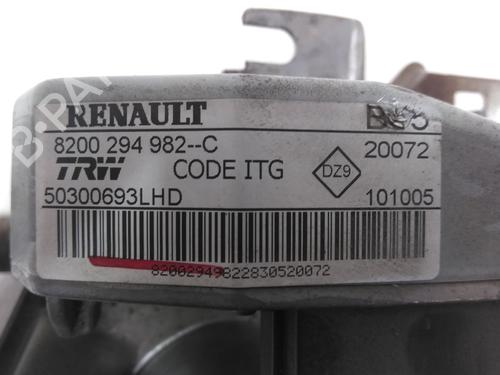 RENAULT
8200 294 982--C
20072
TRW
CODE ITG
DZ9
50300693LHD
101005
82002949822830520072